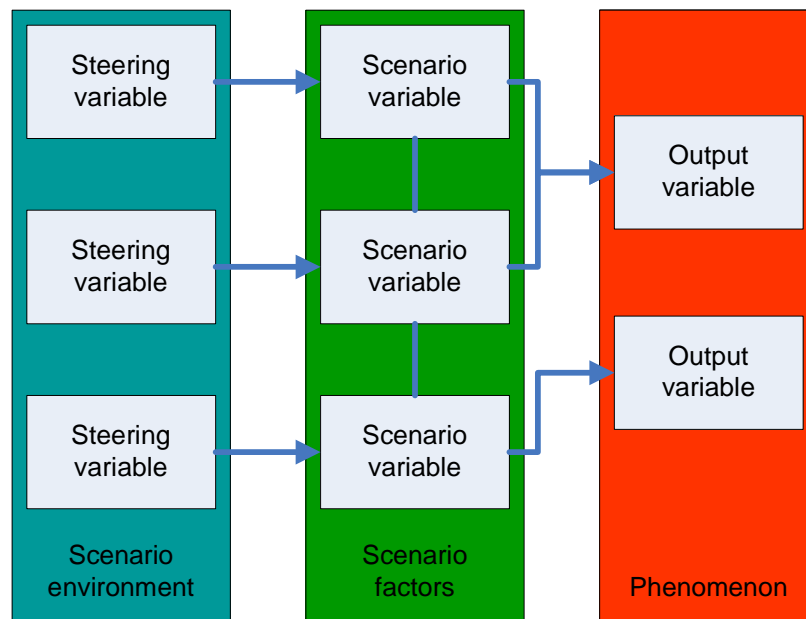 Steering
variable
Steering
variable
Steering
variable
Scenario
environment
Scenario
variable
Scenario
variable
Scenario
variable
Scenario
factors
Output
variable
Output
variable
Phenomenon